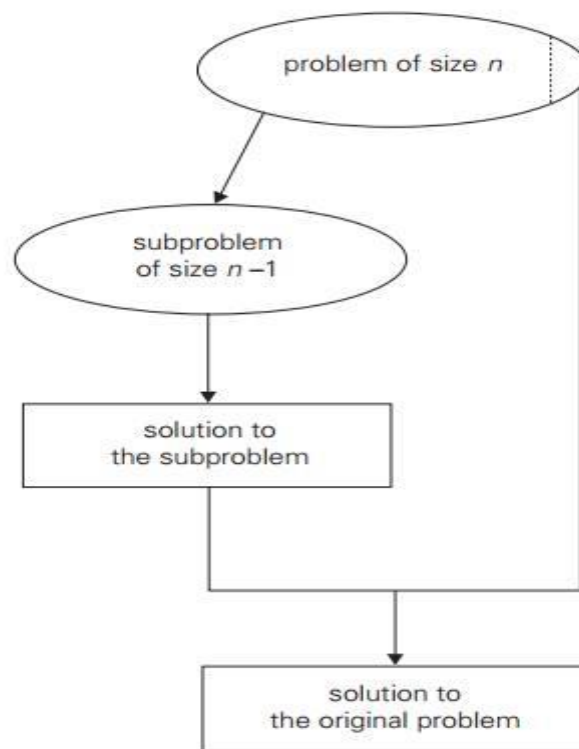 problem of size n
subproblem
of size n –1
solution to
the subproblem
solution to
the original problem